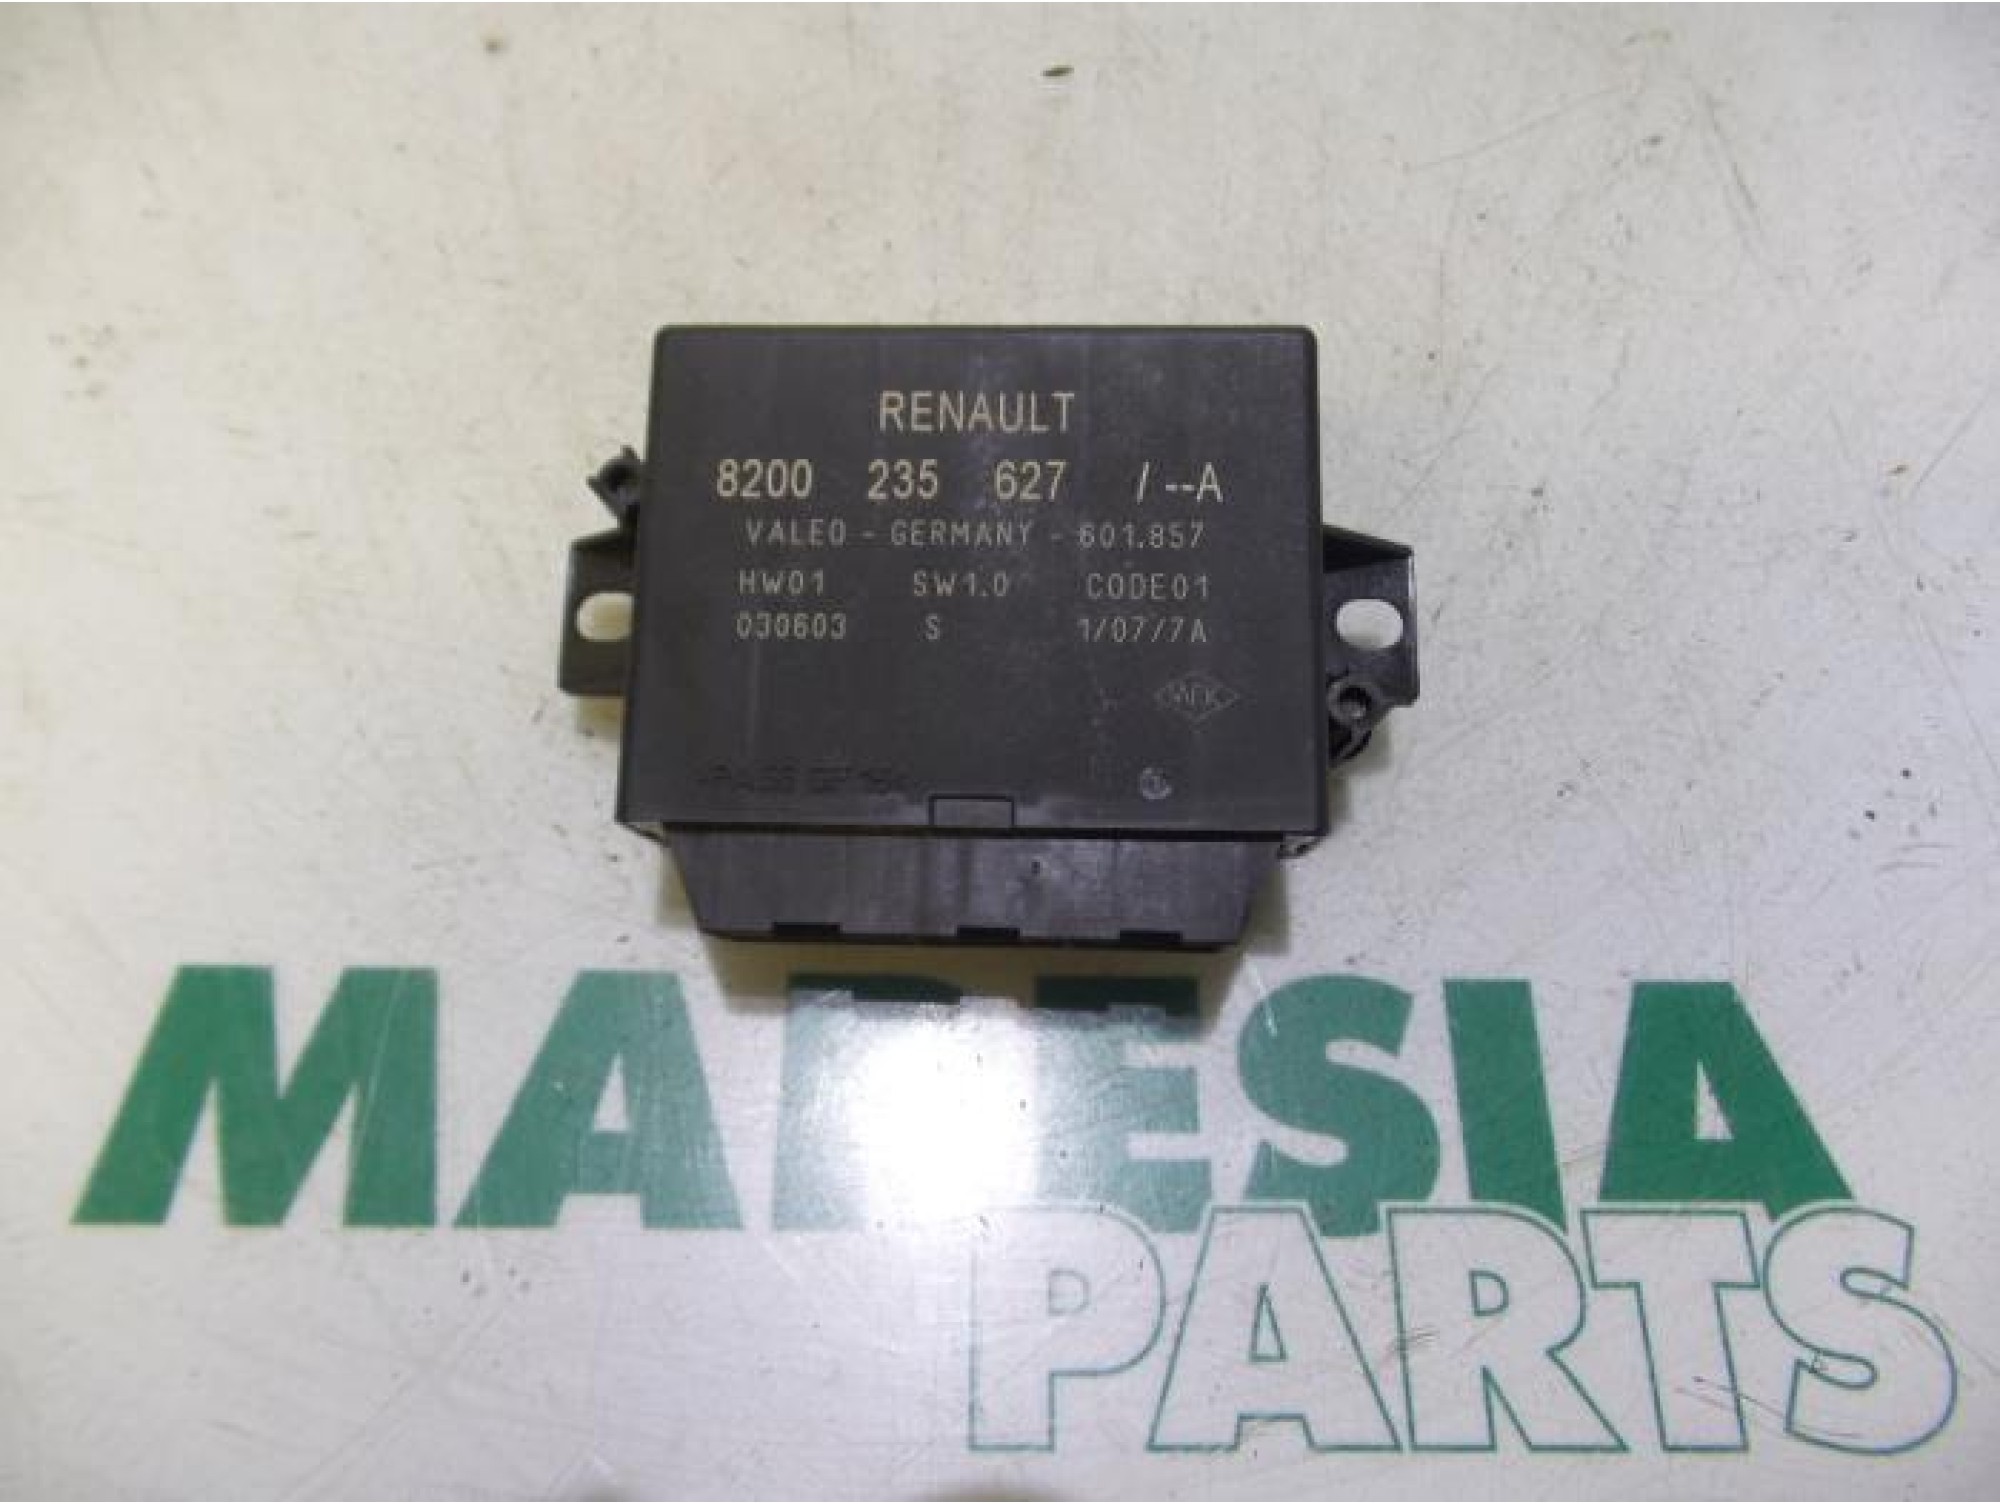 RENAULT
8200 235 627 / --A
VALEO - GERMANY - 601.857
HW01 SW1.0 CODE01
030603 S 1/07/7A
MARESIA
PARTS